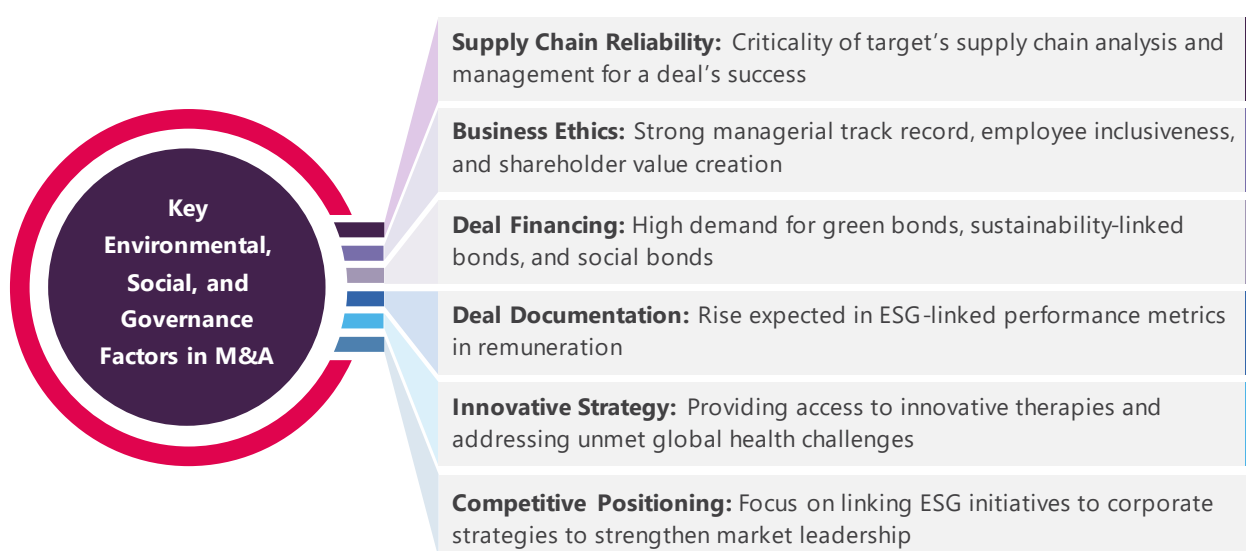 Key
Environmental,
Social, and
Governance
Factors in M&A
Supply Chain Reliability: Criticality of target's supply chain analysis and
management for a deal's success
Business Ethics: Strong managerial track record, employee inclusiveness,
and shareholder value creation
Deal Financing: High demand for green bonds, sustainability-linked
bonds, and social bonds
Deal Documentation: Rise expected in ESG-linked performance metrics
in remuneration
Innovative Strategy: Providing access to innovative therapies and
addressing unmet global health challenges
Competitive Positioning: Focus on linking ESG initiatives to corporate
strategies to strengthen market leadership